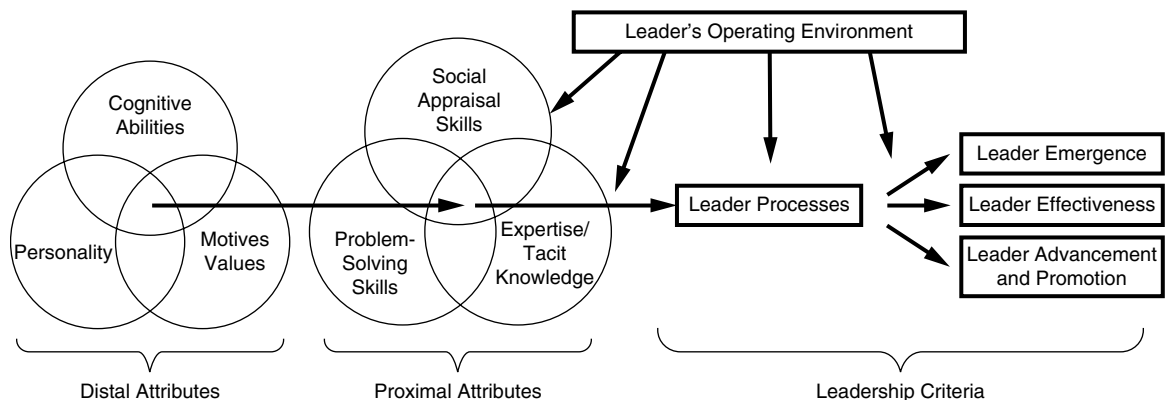 Leader’s Operating Environment
Cognitive
Abilities
Personality
Motives
Values
Social
Appraisal
Skills
Problem-
Solving
Skills
Expertise/
Tacit
Knowledge
Leader Processes
Leader Emergence
Leader Effectiveness
Leader Advancement
and Promotion
Distal Attributes
Proximal Attributes
Leadership Criteria